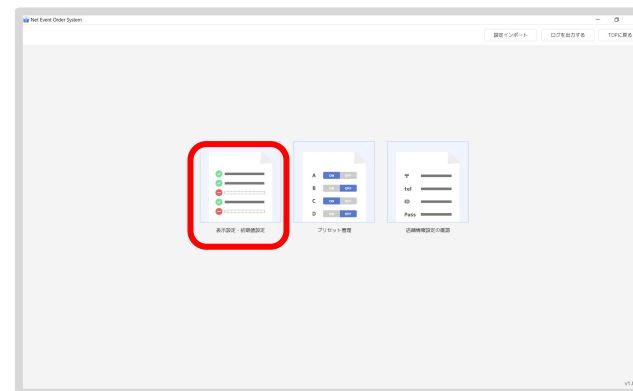 Net Event Order System
設定インポート ログを出力する TOPに戻る
A ON OFF
B ON OFF
C ON OFF
D ON OFF
〒
tel
ID
Pass
表示設定・初期値設定 プリセット管理 店舗情報設定の確認